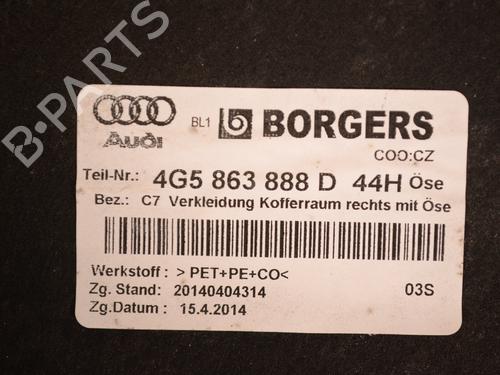 B-PARTS
Audi
BL1 BORGERS
COO:CZ
Teil-Nr.: 4G5 863 888 D 44H Öse
Bez.: C7 Verkleidung Kofferraum rechts mit Öse
Werkstoff : > PET+PE+CO<
Zg. Stand: 20140404314 03S
Zg.Datum : 15.4.2014